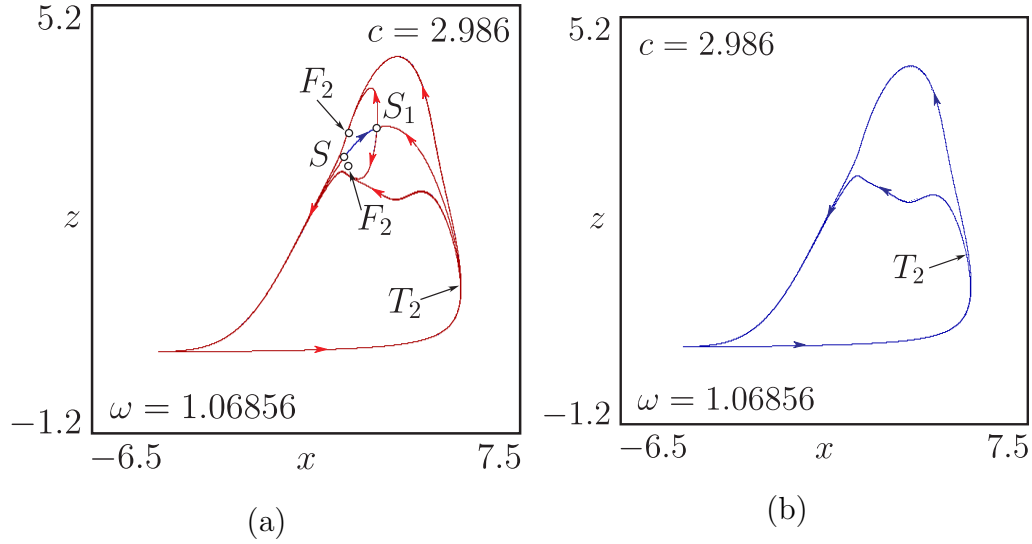 5.2
c = 2.986
F₂
S₁
S
F₂
z
T₂
ω = 1.06856
−1.2
−6.5
x
7.5
(a)
5.2
c = 2.986
z
T₂
ω = 1.06856
−1.2
−6.5
x
7.5
(b)